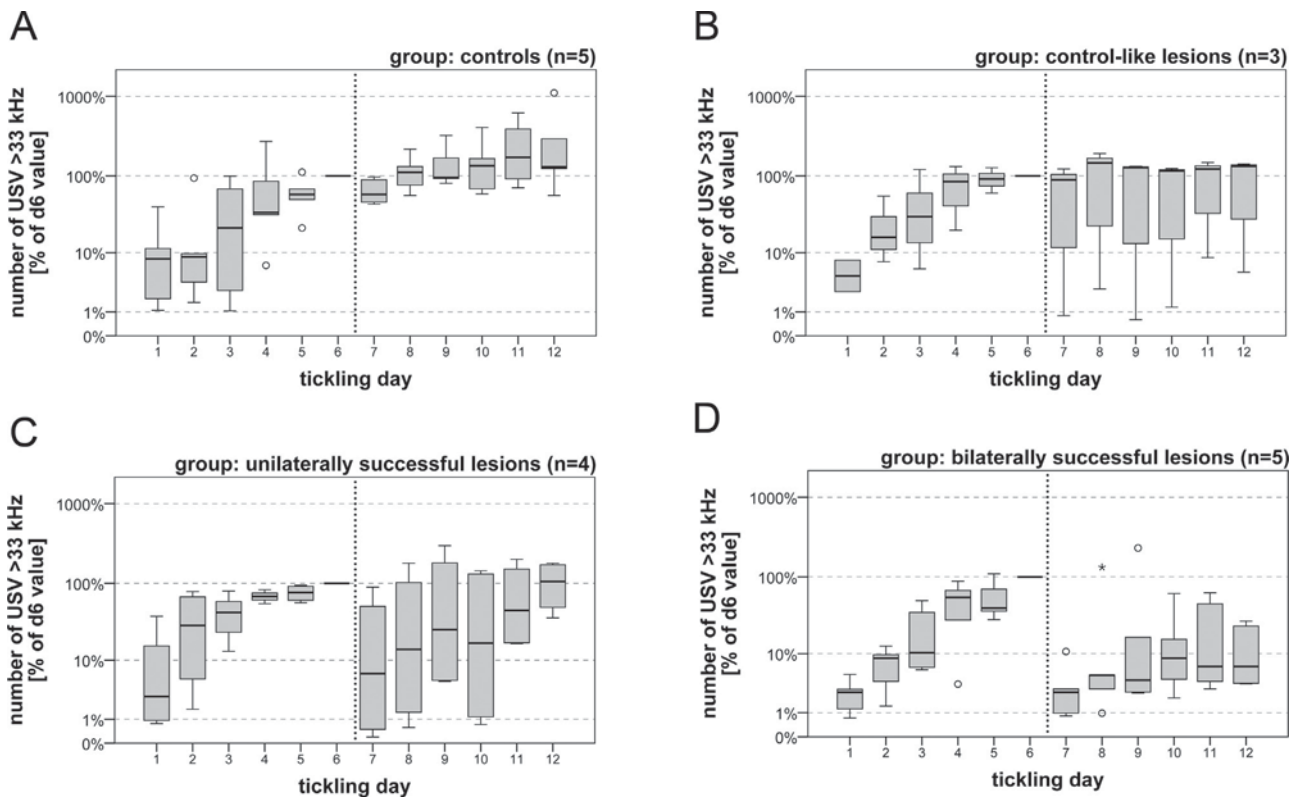 A
group: controls (n=5)
number of USV >33 kHz
[% of d6 value]
1000%
100%
10%
1%
0%
1 2 3 4 5 6 7 8 9 10 11 12
tickling day
B
group: control-like lesions (n=3)
number of USV >33 kHz
[% of d6 value]
1000%
100%
10%
1%
0%
1 2 3 4 5 6 7 8 9 10 11 12
tickling day
C
group: unilaterally successful lesions (n=4)
number of USV >33 kHz
[% of d6 value]
1000%
100%
10%
1%
0%
1 2 3 4 5 6 7 8 9 10 11 12
tickling day
D
group: bilaterally successful lesions (n=5)
number of USV >33 kHz
[% of d6 value]
1000%
100%
10%
1%
0%
1 2 3 4 5 6 7 8 9 10 11 12
tickling day